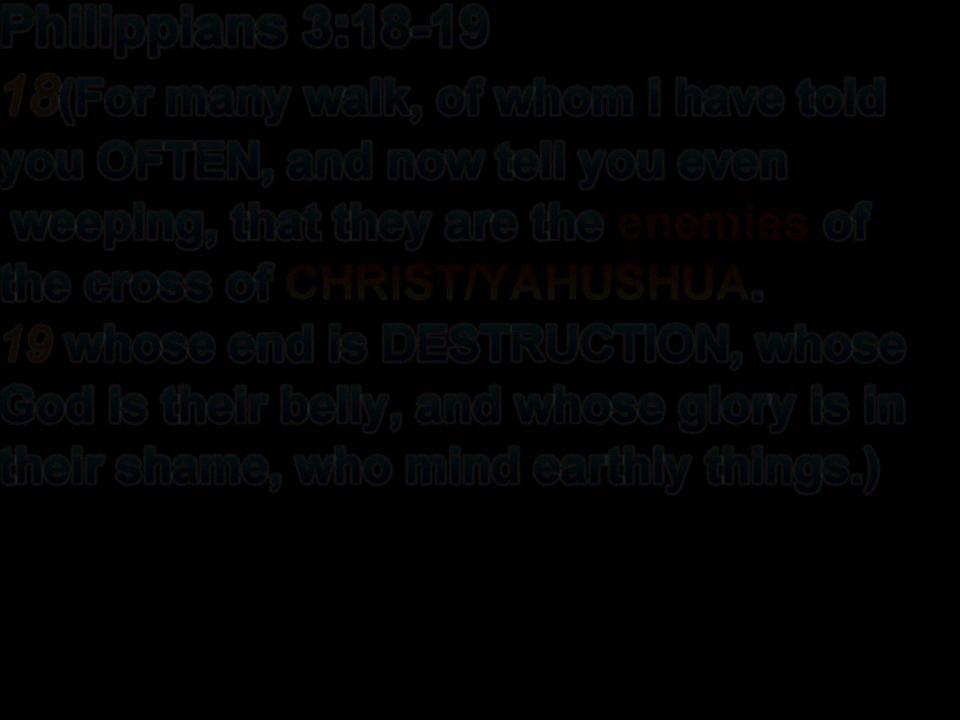 Philippians 3:18-19
18(For many walk, of whom i have told
you OFTEN, and now tell you even
weeping, that they are the enemies of
the cross of CHRIST/YAHUSHUA.
19 whose end is DESTRUCTION, whose
God is their belly, and whose glory is in
their shame, who mind earthly things.)